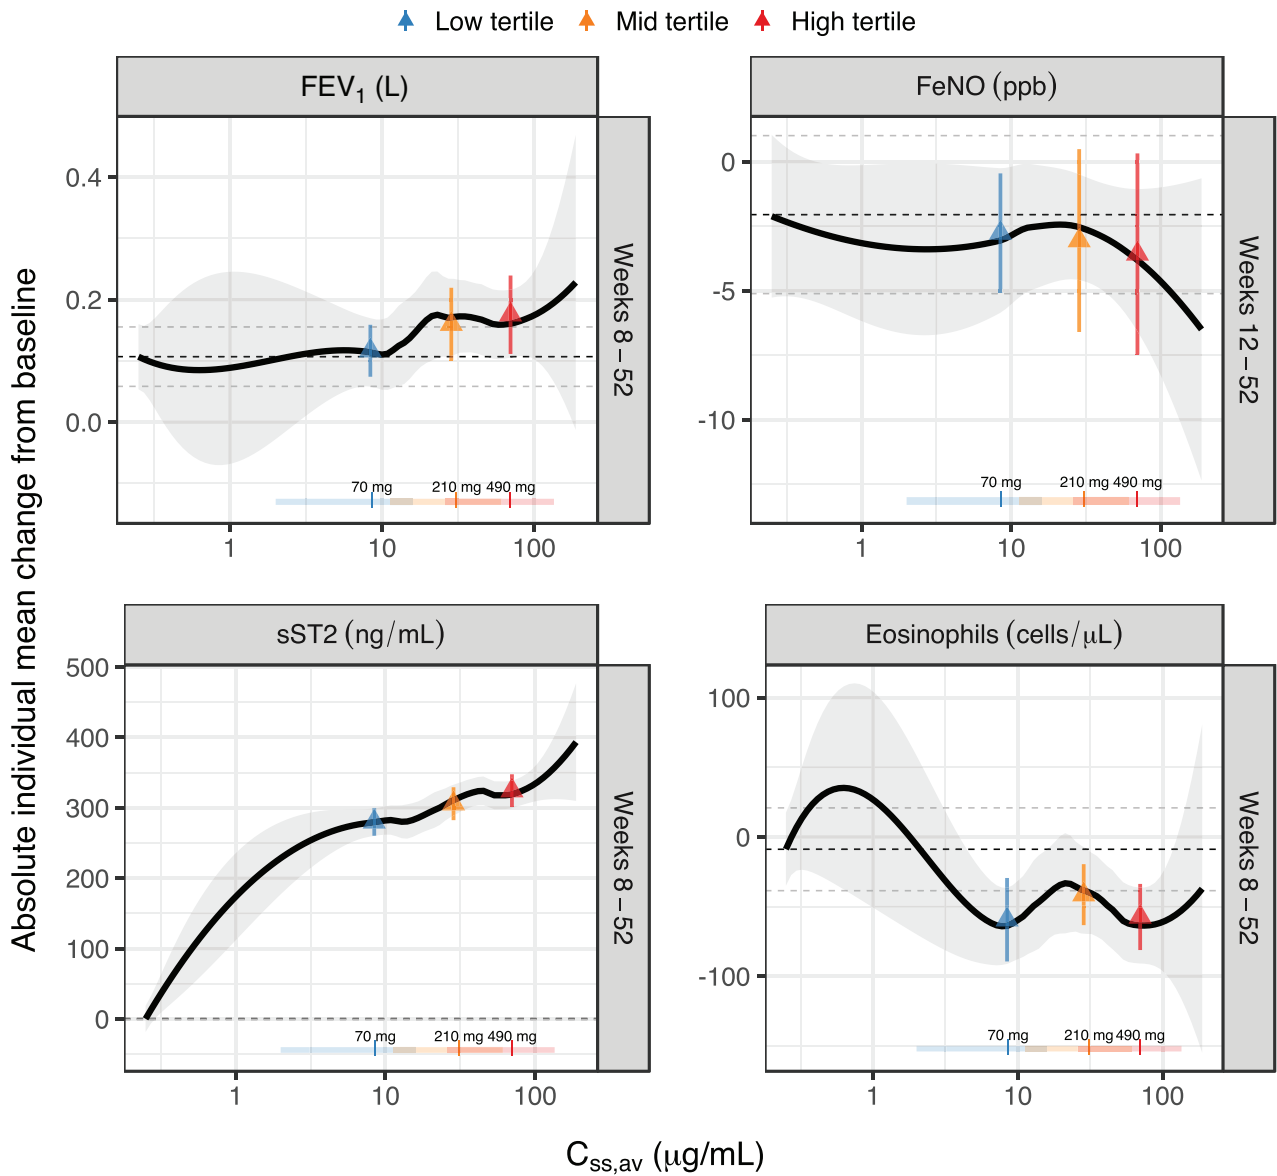 Low tertile Mid tertile High tertile
FEV1 (L)
0.4
0.2
0.0
Weeks 8 – 52
70 mg 210 mg 490 mg
1 10 100
FeNO (ppb)
0
-5
-10
Weeks 12 – 52
70 mg 210 mg 490 mg
1 10 100
Absolute individual mean change from baseline
sST2 (ng/mL)
500
400
300
200
100
0
Weeks 8 – 52
70 mg 210 mg 490 mg
1 10 100
Eosinophils (cells/μL)
100
0
-100
Weeks 8 – 52
70 mg 210 mg 490 mg
1 10 100
Css,av (μg/mL)